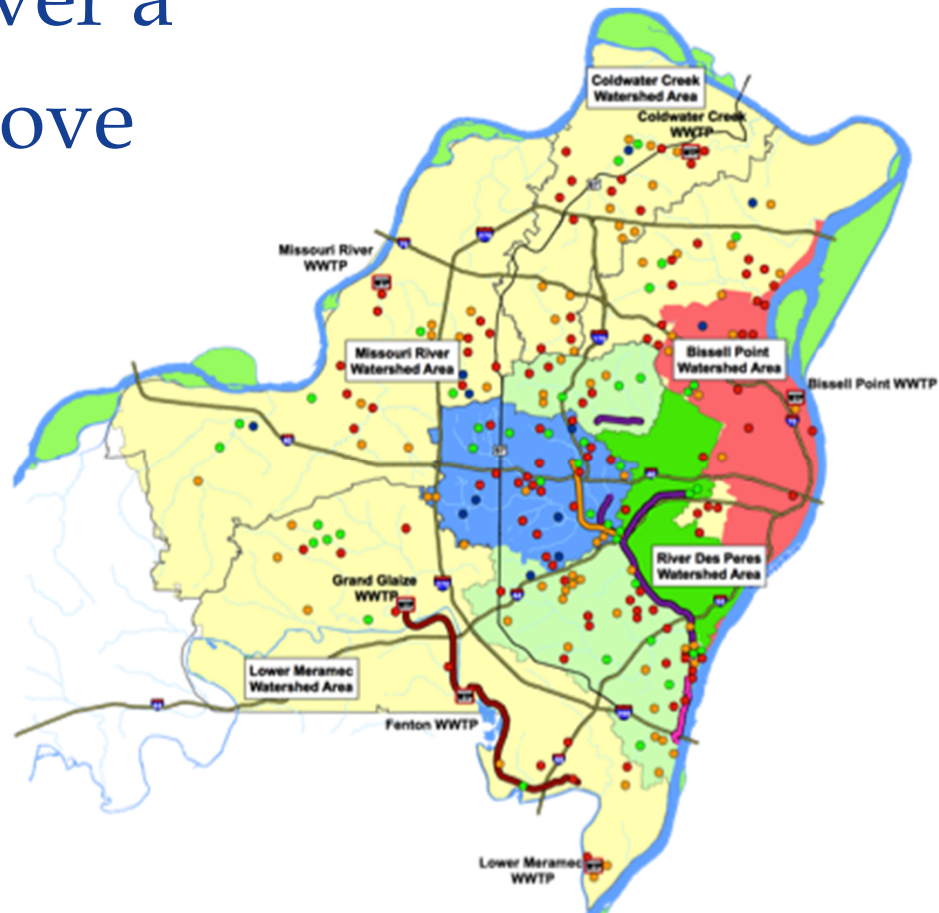 ver a
ove
Coldwater Creek
Watershed Area
Coldwater Creek
WWTP
Missouri River
WWTP
Missouri River
Watershed Area
Bissell Point
Watershed Area
Bissell Point WWTP
River Des Peres
Watershed Area
Grand Glaize
WWTP
Lower Meramec
Watershed Area
Fenton WWTP
Lower Meramec
WWTP